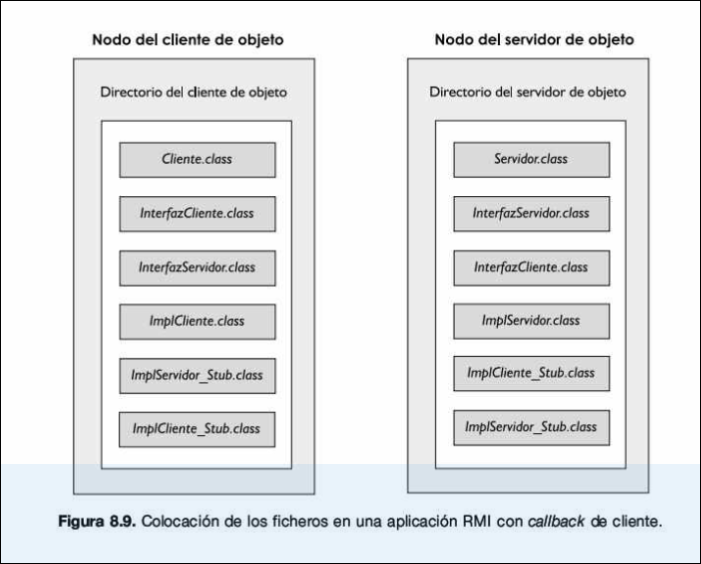 Nodo del cliente de objeto
Directorio del cliente de objeto
Cliente.class
InterfazCliente.class
InterfazServidor.class
ImplCliente.class
ImplServidor_Stub.class
ImplCliente_Stub.class
Nodo del servidor de objeto
Directorio del servidor de objeto
Servidor.class
InterfazServidor.class
InterfazCliente.class
ImplServidor.class
ImplCliente_Stub.class
ImplServidor_Stub.class
Figura 8.9. Colocación de los ficheros en una aplicación RMI con callback de cliente.